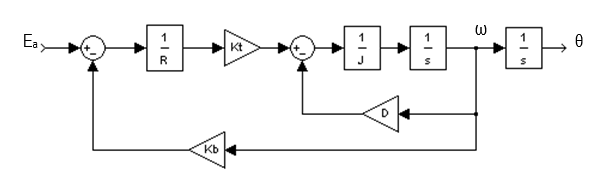 Eₐ
+
-
1
R
Kt
+
-
1
J
1
s
ω
1
s
θ
D
Kb